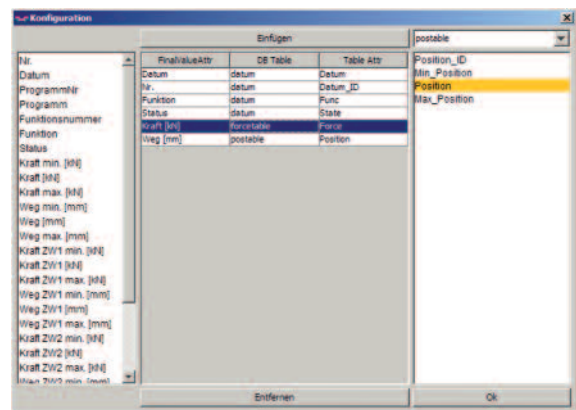 Konfiguration
Einfügen
postable
Nr.
Datum
ProgrammNr
Programm
Funktionsnummer
Funktion
Status
Kraft min. [kN]
Kraft [kN]
Kraft max. [kN]
Weg min. [mm]
Weg [mm]
Weg max. [mm]
Kraft ZW1 min. [kN]
Kraft ZW1 [kN]
Kraft ZW1 max. [kN]
Weg ZW1 min. [mm]
Weg ZW1 [mm]
Weg ZW1 max. [mm]
Kraft ZW2 min. [kN]
Kraft ZW2 [kN]
Kraft ZW2 max. [kN]
Weg ZW2 min. [mm]
FinalValueAttr DB Table Table Attr
Datum datum Datum
Nr. datum Datum_ID
Funktion datum Func
Status datum State
Kraft [kN] forcetable Force
Weg [mm] postable Position
Position_ID
Min_Position
Position
Max_Position
Entfernen
Ok